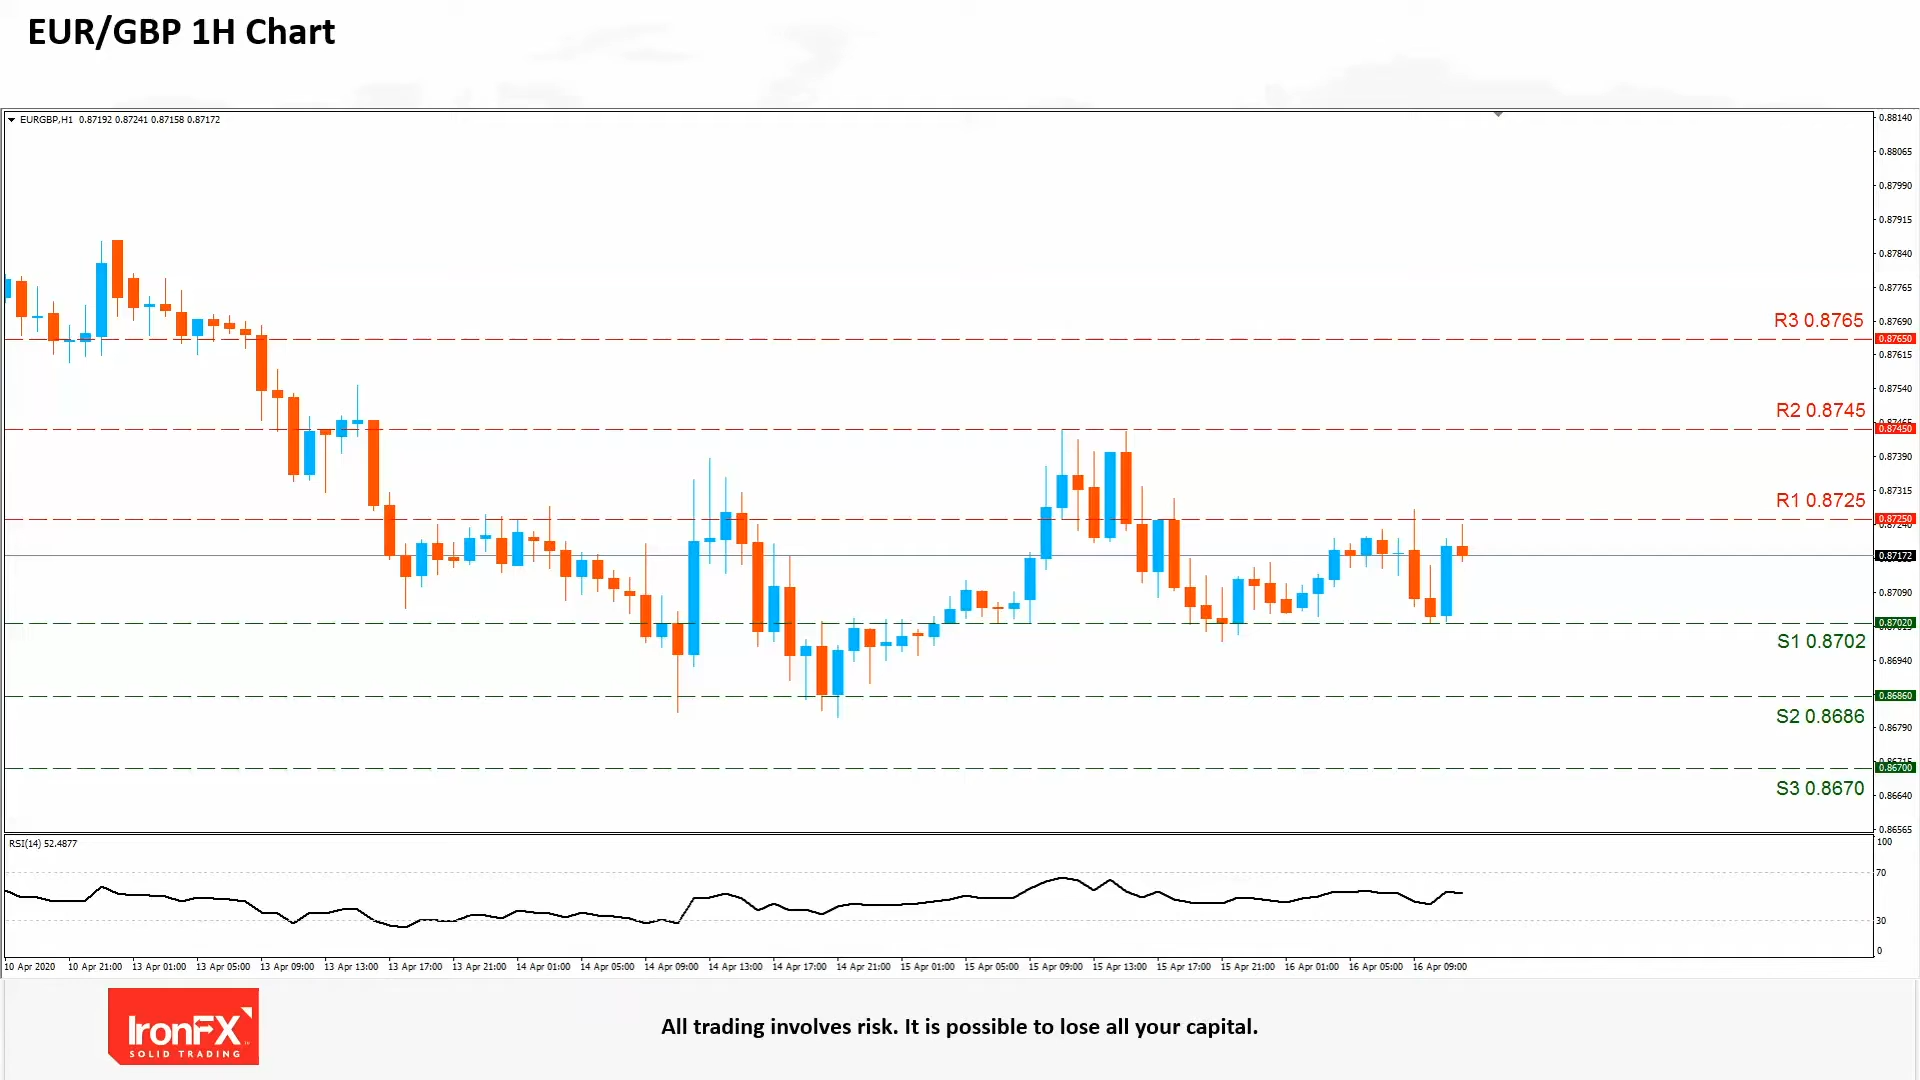 EUR/GBP 1H Chart
EURGBP,H1 0.87192 0.87241 0.87158 0.87172
0.88140
0.88065
0.87990
0.87915
0.87840
0.87765
R3 0.8765
0.87690
0.87650
0.87615
0.87540
R2 0.8745
0.87450
0.87390
0.87315
R1 0.8725
0.87250
0.87240
0.87172
0.87090
0.87020
S1 0.8702
0.86940
0.86860
S2 0.8686
0.86790
0.86715
0.86700
S3 0.8670
0.86640
0.86565
RSI(14) 52.4877
100
70
30
0
10 Apr 2020 10 Apr 21:00 13 Apr 01:00 13 Apr 05:00 13 Apr 09:00 13 Apr 13:00 13 Apr 17:00 13 Apr 21:00 14 Apr 01:00 14 Apr 05:00 14 Apr 09:00 14 Apr 13:00 14 Apr 17:00 14 Apr 21:00 15 Apr 01:00 15 Apr 05:00 15 Apr 09:00 15 Apr 13:00 15 Apr 17:00 15 Apr 21:00 16 Apr 01:00 16 Apr 05:00 16 Apr 09:00
IronFX
SOLID TRADING
All trading involves risk. It is possible to lose all your capital.